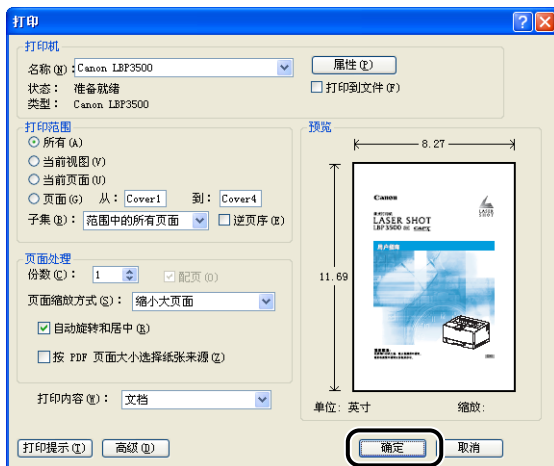 打印
打印机
名称(N): Canon LBP3500
属性(P)
状态: 准备就绪
打印到文件(F)
类型: Canon LBP3500
打印范围
所有(A)
当前视图(V)
当前页面(U)
页面(G) 从: Cover1 到: Cover4
子集(B): 范围中的所有页面 逆页序(E)
页面处理
份数(C): 1 配页(O)
页面缩放方式(S): 缩小大页面
自动旋转和居中(R)
按 PDF 页面大小选择纸张来源(Z)
打印内容(W): 文档
预览
8.27
11.69
Canon
LASER SHOT
LASER SHOT
LBP3500
用户指南
单位: 英寸 缩放:
打印提示(T) 高级(D) 确定 取消